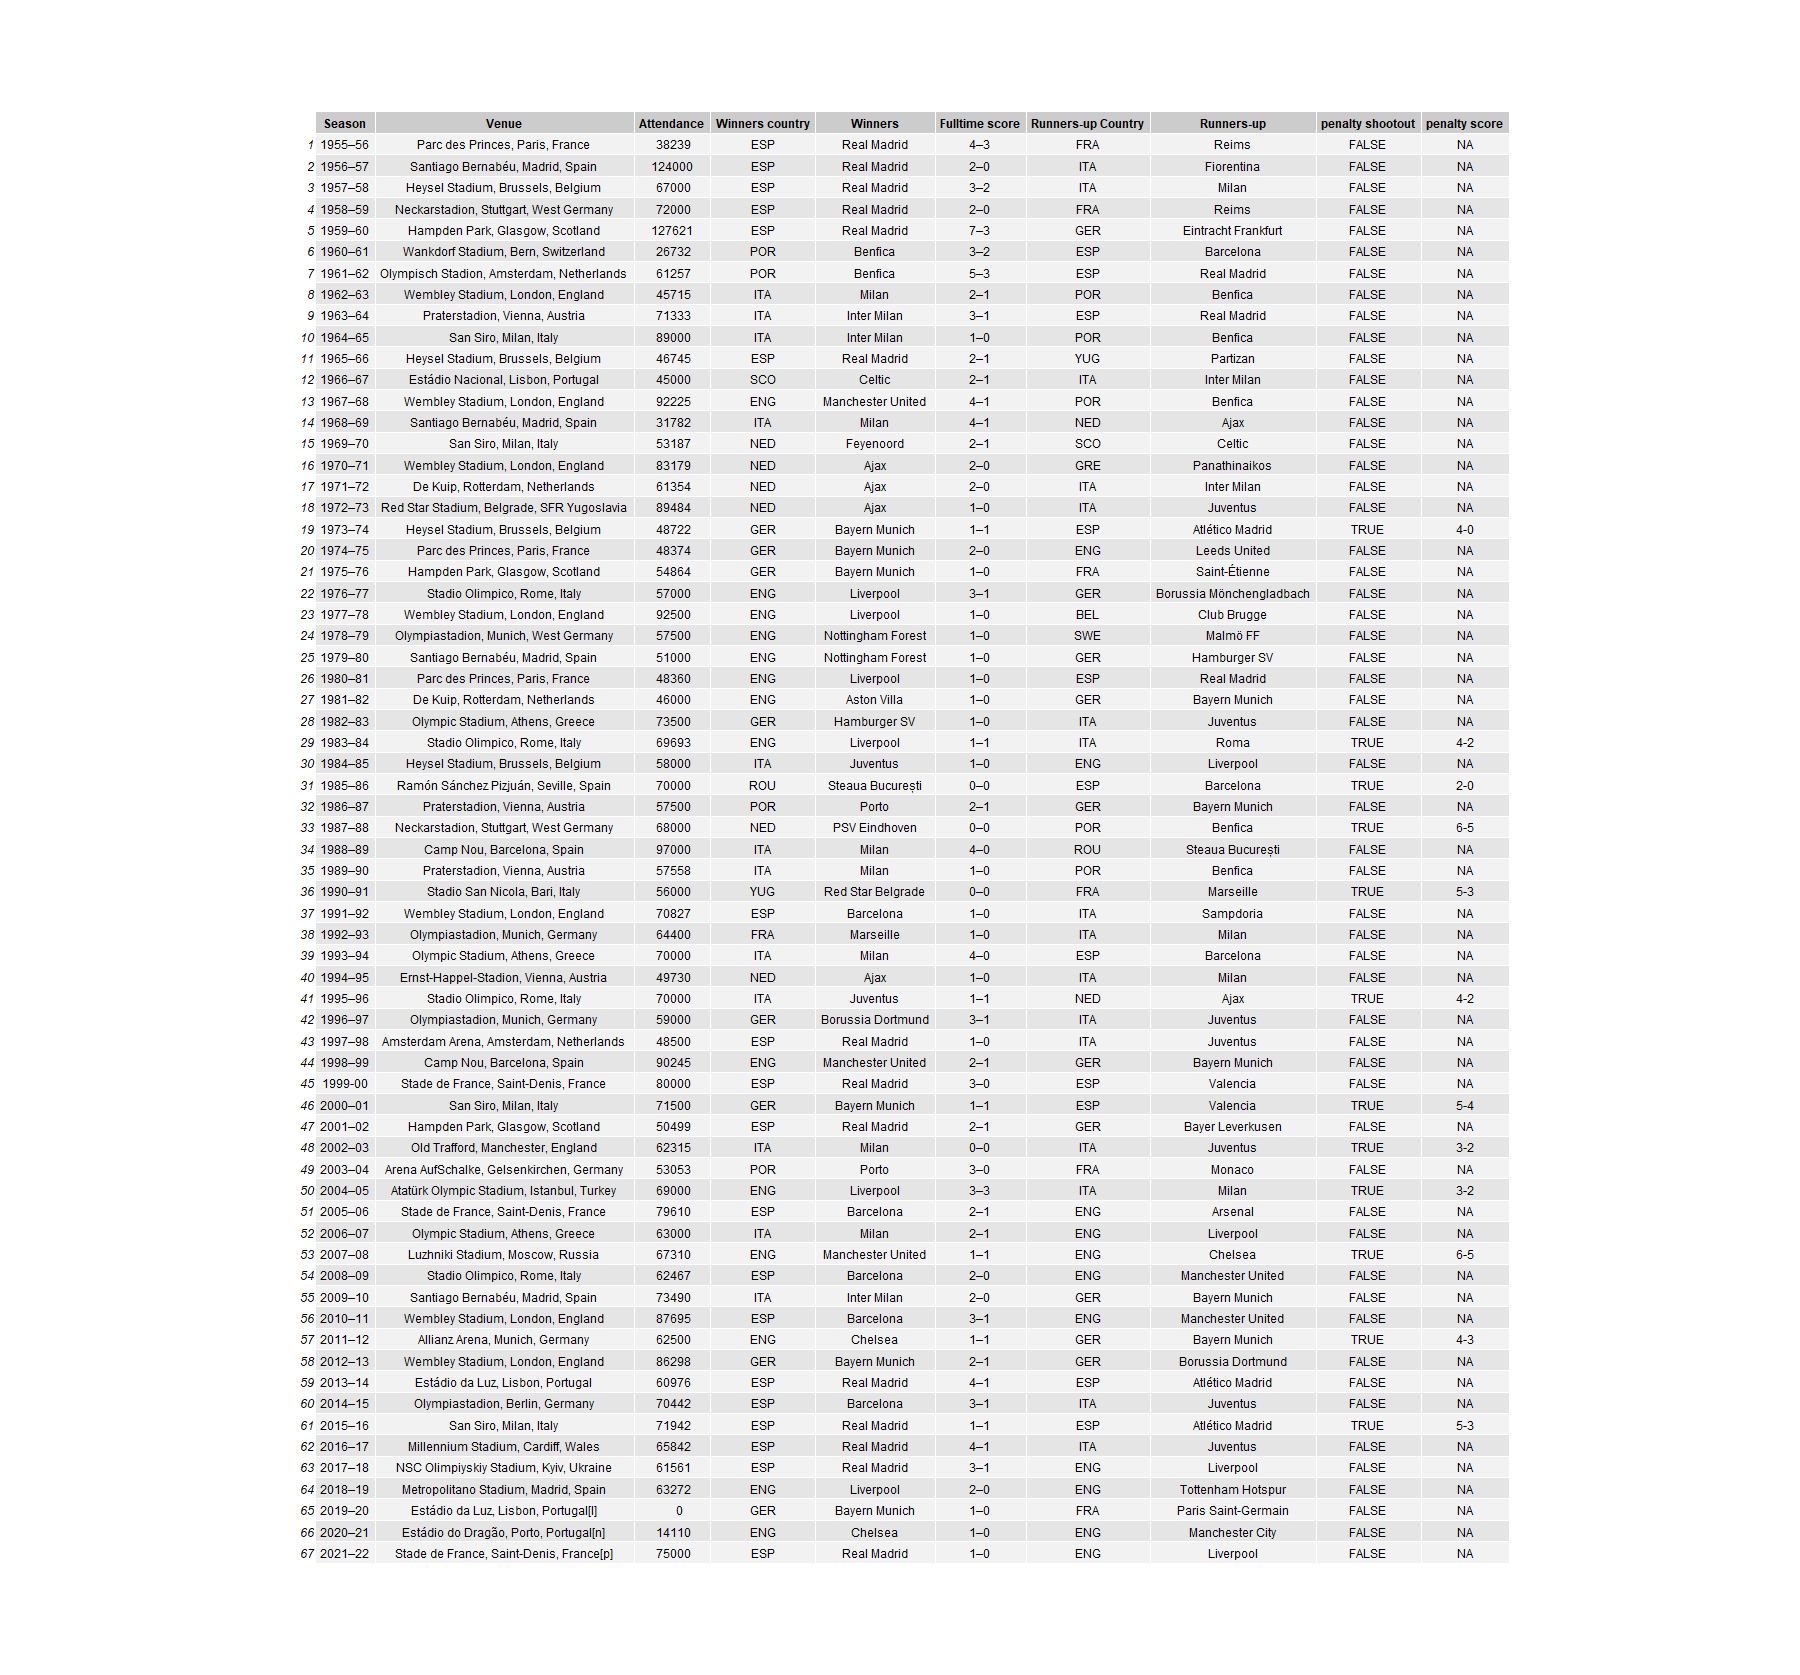 Season Venue Attendance Winners country Winners Fulltime score Runners-up Country Runners-up penalty shootout penalty score
1 1955–56 Parc des Princes, Paris, France 38239 ESP Real Madrid 4–3 FRA Reims FALSE NA
2 1956–57 Santiago Bernabéu, Madrid, Spain 124000 ESP Real Madrid 2–0 ITA Fiorentina FALSE NA
3 1957–58 Heysel Stadium, Brussels, Belgium 67000 ESP Real Madrid 3–2 ITA Milan FALSE NA
4 1958–59 Neckarstadion, Stuttgart, West Germany 72000 ESP Real Madrid 2–0 FRA Reims FALSE NA
5 1959–60 Hampden Park, Glasgow, Scotland 127621 ESP Real Madrid 7–3 GER Eintracht Frankfurt FALSE NA
6 1960–61 Wankdorf Stadium, Bern, Switzerland 26732 POR Benfica 3–2 ESP Barcelona FALSE NA
7 1961–62 Olympisch Stadion, Amsterdam, Netherlands 61257 POR Benfica 5–3 ESP Real Madrid FALSE NA
8 1962–63 Wembley Stadium, London, England 45715 ITA Milan 2–1 POR Benfica FALSE NA
9 1963–64 Praterstadion, Vienna, Austria 71333 ITA Inter Milan 3–1 ESP Real Madrid FALSE NA
10 1964–65 San Siro, Milan, Italy 89000 ITA Inter Milan 1–0 POR Benfica FALSE NA
11 1965–66 Heysel Stadium, Brussels, Belgium 46745 ESP Real Madrid 2–1 YUG Partizan FALSE NA
12 1966–67 Estádio Nacional, Lisbon, Portugal 45000 SCO Celtic 2–1 ITA Inter Milan FALSE NA
13 1967–68 Wembley Stadium, London, England 92225 ENG Manchester United 4–1 POR Benfica FALSE NA
14 1968–69 Santiago Bernabéu, Madrid, Spain 31782 ITA Milan 4–1 NED Ajax FALSE NA
15 1969–70 San Siro, Milan, Italy 53187 NED Feyenoord 2–1 SCO Celtic FALSE NA
16 1970–71 Wembley Stadium, London, England 83179 NED Ajax 2–0 GRE Panathinaikos FALSE NA
17 1971–72 De Kuip, Rotterdam, Netherlands 61354 NED Ajax 2–0 ITA Inter Milan FALSE NA
18 1972–73 Red Star Stadium, Belgrade, SFR Yugoslavia 89484 NED Ajax 1–0 ITA Juventus FALSE NA
19 1973–74 Heysel Stadium, Brussels, Belgium 48722 GER Bayern Munich 1–1 ESP Atlético Madrid TRUE 4-0
20 1974–75 Parc des Princes, Paris, France 48374 GER Bayern Munich 2–0 ENG Leeds United FALSE NA
21 1975–76 Hampden Park, Glasgow, Scotland 54864 GER Bayern Munich 1–0 FRA Saint-Étienne FALSE NA
22 1976–77 Stadio Olimpico, Rome, Italy 57000 ENG Liverpool 3–1 GER Borussia Mönchengladbach FALSE NA
23 1977–78 Wembley Stadium, London, England 92500 ENG Liverpool 1–0 BEL Club Brugge FALSE NA
24 1978–79 Olympiastadion, Munich, West Germany 57500 ENG Nottingham Forest 1–0 SWE Malmö FF FALSE NA
25 1979–80 Santiago Bernabéu, Madrid, Spain 51000 ENG Nottingham Forest 1–0 GER Hamburger SV FALSE NA
26 1980–81 Parc des Princes, Paris, France 48360 ENG Liverpool 1–0 ESP Real Madrid FALSE NA
27 1981–82 De Kuip, Rotterdam, Netherlands 46000 ENG Aston Villa 1–0 GER Bayern Munich FALSE NA
28 1982–83 Olympic Stadium, Athens, Greece 73500 GER Hamburger SV 1–0 ITA Juventus FALSE NA
29 1983–84 Stadio Olimpico, Rome, Italy 69693 ENG Liverpool 1–1 ITA Roma TRUE 4-2
30 1984–85 Heysel Stadium, Brussels, Belgium 58000 ITA Juventus 1–0 ENG Liverpool FALSE NA
31 1985–86 Ramón Sánchez Pizjuán, Seville, Spain 70000 ROU Steaua București 0–0 ESP Barcelona TRUE 2-0
32 1986–87 Praterstadion, Vienna, Austria 57500 POR Porto 2–1 GER Bayern Munich FALSE NA
33 1987–88 Neckarstadion, Stuttgart, West Germany 68000 NED PSV Eindhoven 0–0 POR Benfica TRUE 6-5
34 1988–89 Camp Nou, Barcelona, Spain 97000 ITA Milan 4–0 ROU Steaua București FALSE NA
35 1989–90 Praterstadion, Vienna, Austria 57558 ITA Milan 1–0 POR Benfica FALSE NA
36 1990–91 Stadio San Nicola, Bari, Italy 56000 YUG Red Star Belgrade 0–0 FRA Marseille TRUE 5-3
37 1991–92 Wembley Stadium, London, England 70827 ESP Barcelona 1–0 ITA Sampdoria FALSE NA
38 1992–93 Olympiastadion, Munich, Germany 64400 FRA Marseille 1–0 ITA Milan FALSE NA
39 1993–94 Olympic Stadium, Athens, Greece 70000 ITA Milan 4–0 ESP Barcelona FALSE NA
40 1994–95 Ernst-Happel-Stadion, Vienna, Austria 49730 NED Ajax 1–0 ITA Milan FALSE NA
41 1995–96 Stadio Olimpico, Rome, Italy 70000 ITA Juventus 1–1 NED Ajax TRUE 4-2
42 1996–97 Olympiastadion, Munich, Germany 59000 GER Borussia Dortmund 3–1 ITA Juventus FALSE NA
43 1997–98 Amsterdam Arena, Amsterdam, Netherlands 48500 ESP Real Madrid 1–0 ITA Juventus FALSE NA
44 1998–99 Camp Nou, Barcelona, Spain 90245 ENG Manchester United 2–1 GER Bayern Munich FALSE NA
45 1999-00 Stade de France, Saint-Denis, France 80000 ESP Real Madrid 3–0 ESP Valencia FALSE NA
46 2000–01 San Siro, Milan, Italy 71500 GER Bayern Munich 1–1 ESP Valencia TRUE 5-4
47 2001–02 Hampden Park, Glasgow, Scotland 50499 ESP Real Madrid 2–1 GER Bayer Leverkusen FALSE NA
48 2002–03 Old Trafford, Manchester, England 62315 ITA Milan 0–0 ITA Juventus TRUE 3-2
49 2003–04 Arena AufSchalke, Gelsenkirchen, Germany 53053 POR Porto 3–0 FRA Monaco FALSE NA
50 2004–05 Atatürk Olympic Stadium, Istanbul, Turkey 69000 ENG Liverpool 3–3 ITA Milan TRUE 3-2
51 2005–06 Stade de France, Saint-Denis, France 79610 ESP Barcelona 2–1 ENG Arsenal FALSE NA
52 2006–07 Olympic Stadium, Athens, Greece 63000 ITA Milan 2–1 ENG Liverpool FALSE NA
53 2007–08 Luzhniki Stadium, Moscow, Russia 67310 ENG Manchester United 1–1 ENG Chelsea TRUE 6-5
54 2008–09 Stadio Olimpico, Rome, Italy 62467 ESP Barcelona 2–0 ENG Manchester United FALSE NA
55 2009–10 Santiago Bernabéu, Madrid, Spain 73490 ITA Inter Milan 2–0 GER Bayern Munich FALSE NA
56 2010–11 Wembley Stadium, London, England 87695 ESP Barcelona 3–1 ENG Manchester United FALSE NA
57 2011–12 Allianz Arena, Munich, Germany 62500 ENG Chelsea 1–1 GER Bayern Munich TRUE 4-3
58 2012–13 Wembley Stadium, London, England 86298 GER Bayern Munich 2–1 GER Borussia Dortmund FALSE NA
59 2013–14 Estádio da Luz, Lisbon, Portugal 60976 ESP Real Madrid 4–1 ESP Atlético Madrid FALSE NA
60 2014–15 Olympiastadion, Berlin, Germany 70442 ESP Barcelona 3–1 ITA Juventus FALSE NA
61 2015–16 San Siro, Milan, Italy 71942 ESP Real Madrid 1–1 ESP Atlético Madrid TRUE 5-3
62 2016–17 Millennium Stadium, Cardiff, Wales 65842 ESP Real Madrid 4–1 ITA Juventus FALSE NA
63 2017–18 NSC Olimpiyskiy Stadium, Kyiv, Ukraine 61561 ESP Real Madrid 3–1 ENG Liverpool FALSE NA
64 2018–19 Metropolitano Stadium, Madrid, Spain 63272 ENG Liverpool 2–0 ENG Tottenham Hotspur FALSE NA
65 2019–20 Estádio da Luz, Lisbon, Portugal[l] 0 GER Bayern Munich 1–0 FRA Paris Saint-Germain FALSE NA
66 2020–21 Estádio do Dragão, Porto, Portugal[n] 14110 ENG Chelsea 1–0 ENG Manchester City FALSE NA
67 2021–22 Stade de France, Saint-Denis, France[p] 75000 ESP Real Madrid 1–0 ENG Liverpool FALSE NA